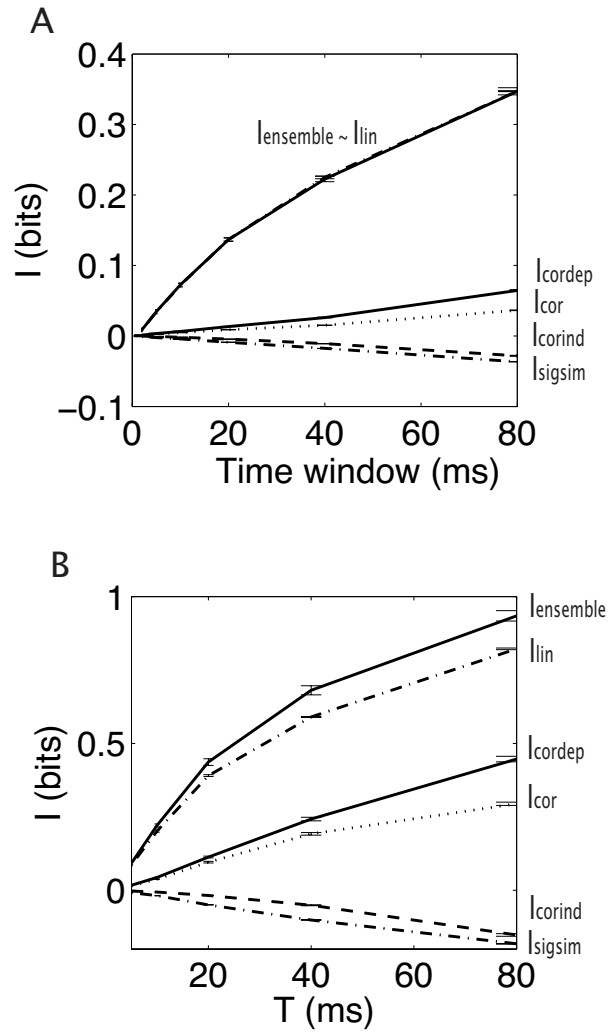 A
0.4
0.3
0.2
0.1
0
−0.1
I (bits)
Iensemble ~ Ilin
Icordep
Icor
Icorind
Isigsim
0 20 40 60 80
Time window (ms)
B
1
0.5
0
I (bits)
Iensemble
Ilin
Icordep
Icor
Icorind
Isigsim
20 40 60 80
T (ms)